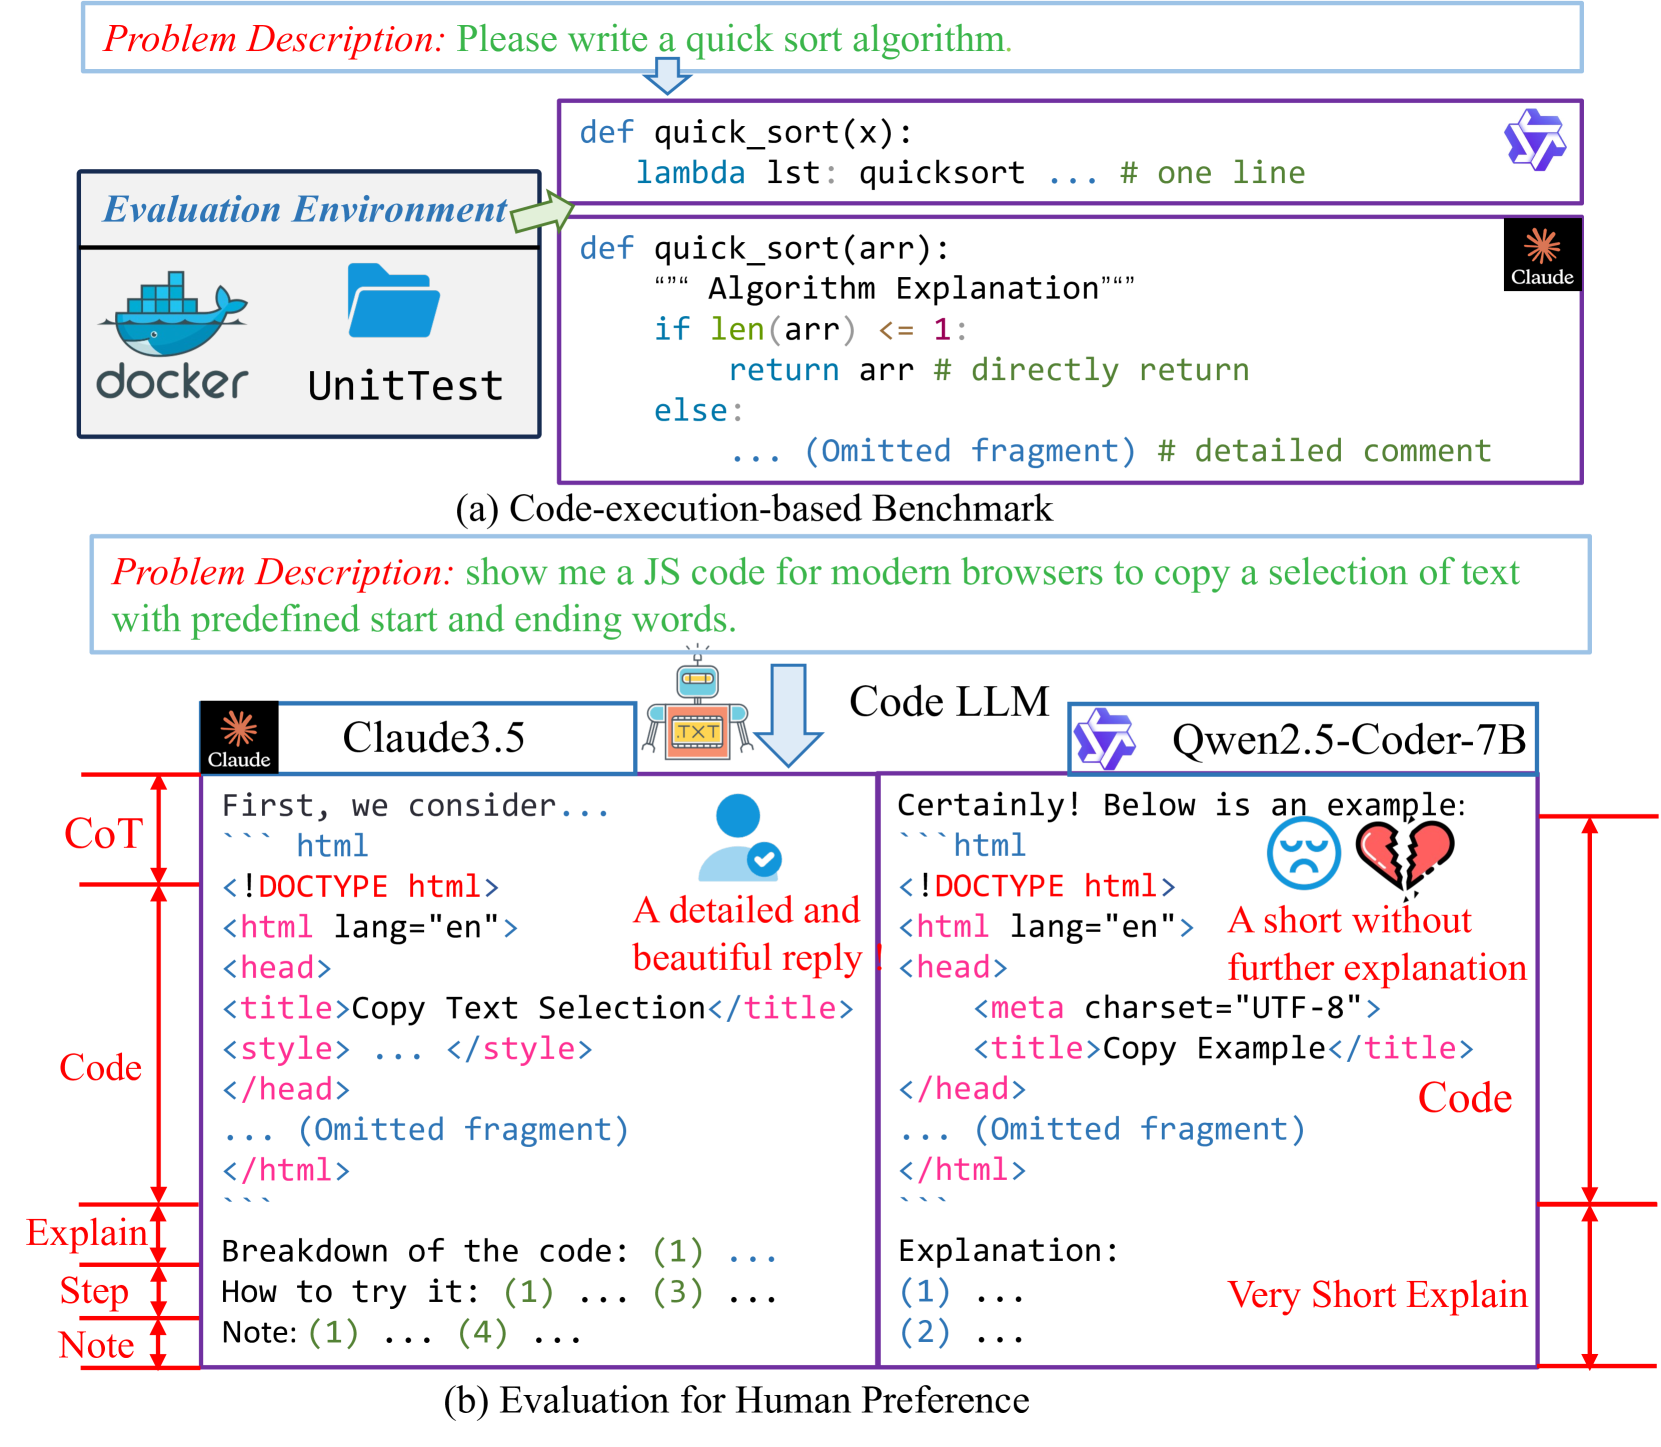 Problem Description: Please write a quick sort algorithm.
def quick_sort(x):
lambda lst: quicksort ... # one line
Evaluation Environment
docker
UnitTest
def quick_sort(arr):
“”“ Algorithm Explanation”“”
Claude
if len(arr) <= 1:
return arr # directly return
else:
... (Omitted fragment) # detailed comment
(a) Code-execution-based Benchmark
Problem Description: show me a JS code for modern browsers to copy a selection of text
with predefined start and ending words.
Claude
Claude3.5
.TXT
Code LLM
Qwen2.5-Coder-7B
CoT
Code
Explain
Step
Note
First, we consider...
``` html
<!DOCTYPE html>
<html lang="en">
<head>
<title>Copy Text Selection</title>
<style> ... </style>
</head>
... (Omitted fragment)
</html>
```
Breakdown of the code: (1) ...
How to try it: (1) ... (3) ...
Note: (1) ... (4) ...
A detailed and
beautiful reply !
Certainly! Below is an example:
```html
<!DOCTYPE html>
<html lang="en">
<head>
<meta charset="UTF-8">
<title>Copy Example</title>
</head>
... (Omitted fragment)
</html>
```
Explanation:
(1) ...
(2) ...
A short without
further explanation
Code
Very Short Explain
(b) Evaluation for Human Preference